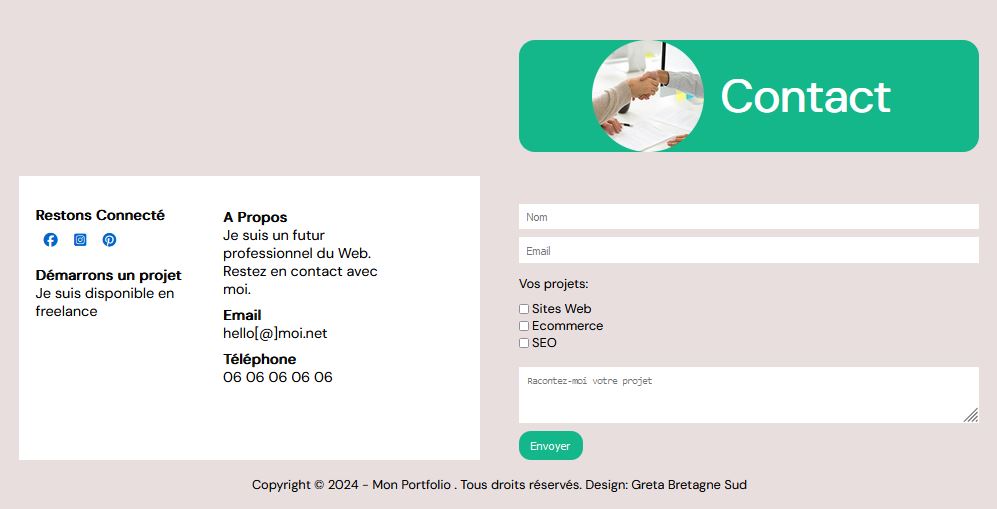 Contact
Restons Connecté
Démarrons un projet
Je suis disponible en
freelance
A Propos
Je suis un futur
professionnel du Web.
Restez en contact avec
moi.
Email
hello[@]moi.net
Téléphone
06 06 06 06 06
Nom
Email
Vos projets:
Sites Web
Ecommerce
SEO
Racontez-moi votre projet
Envoyer
Copyright © 2024 - Mon Portfolio . Tous droits réservés. Design: Greta Bretagne Sud